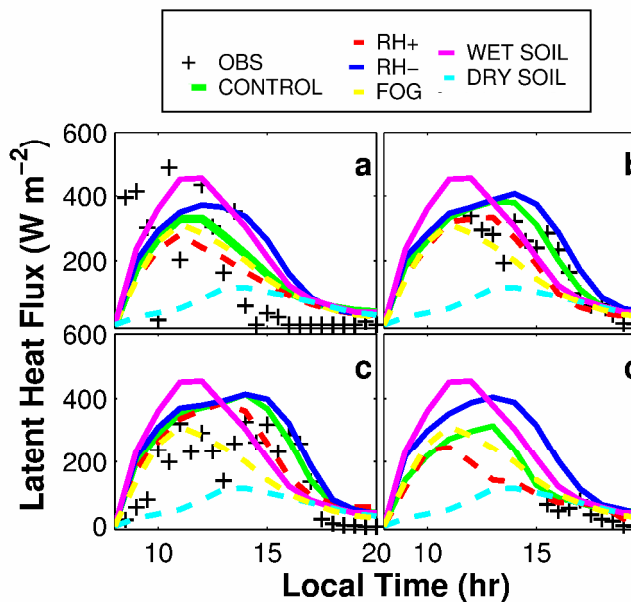 OBS
CONTROL
RH+
RH−
FOG
WET SOIL
DRY SOIL
Latent Heat Flux (W m−2)
600
400
200
0
a
b
600
400
200
0
c
d
10 15 20
10 15
Local Time (hr)